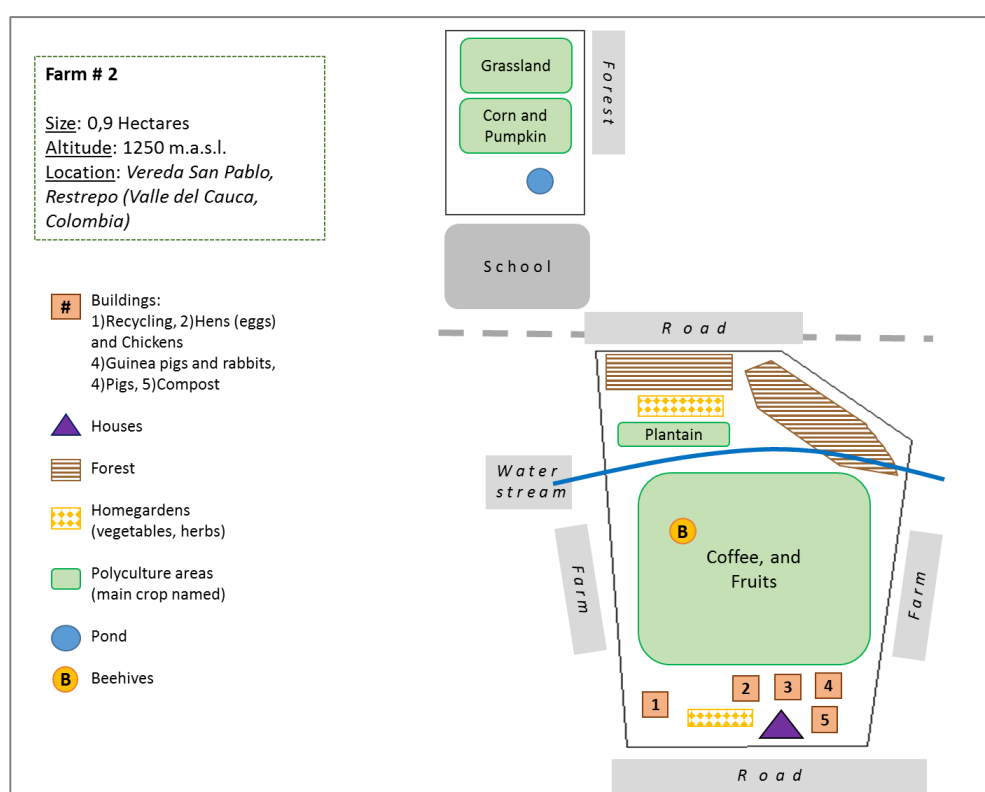 Farm # 2
Size: 0,9 Hectares
Altitude: 1250 m.a.s.l.
Location: Vereda San Pablo,
Restrepo (Valle del Cauca,
Colombia)
#
Buildings:
1)Recycling, 2)Hens (eggs)
and Chickens
4)Guinea pigs and rabbits,
4)Pigs, 5)Compost
Houses
Forest
Homegardens
(vegetables, herbs)
Polyculture areas
(main crop named)
Pond
B
Beehives
Grassland
Corn and
Pumpkin
Forest
School
Road
Plantain
Water
stream
B
Coffee, and
Fruits
Farm
Farm
1
2
3
4
5
Road